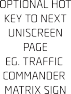 OPTIONAL HOT
KEY TO NEXT
UNISCREEN
PAGE
EG. TRAFFIC
COMMANDER
MATRIX SIGN